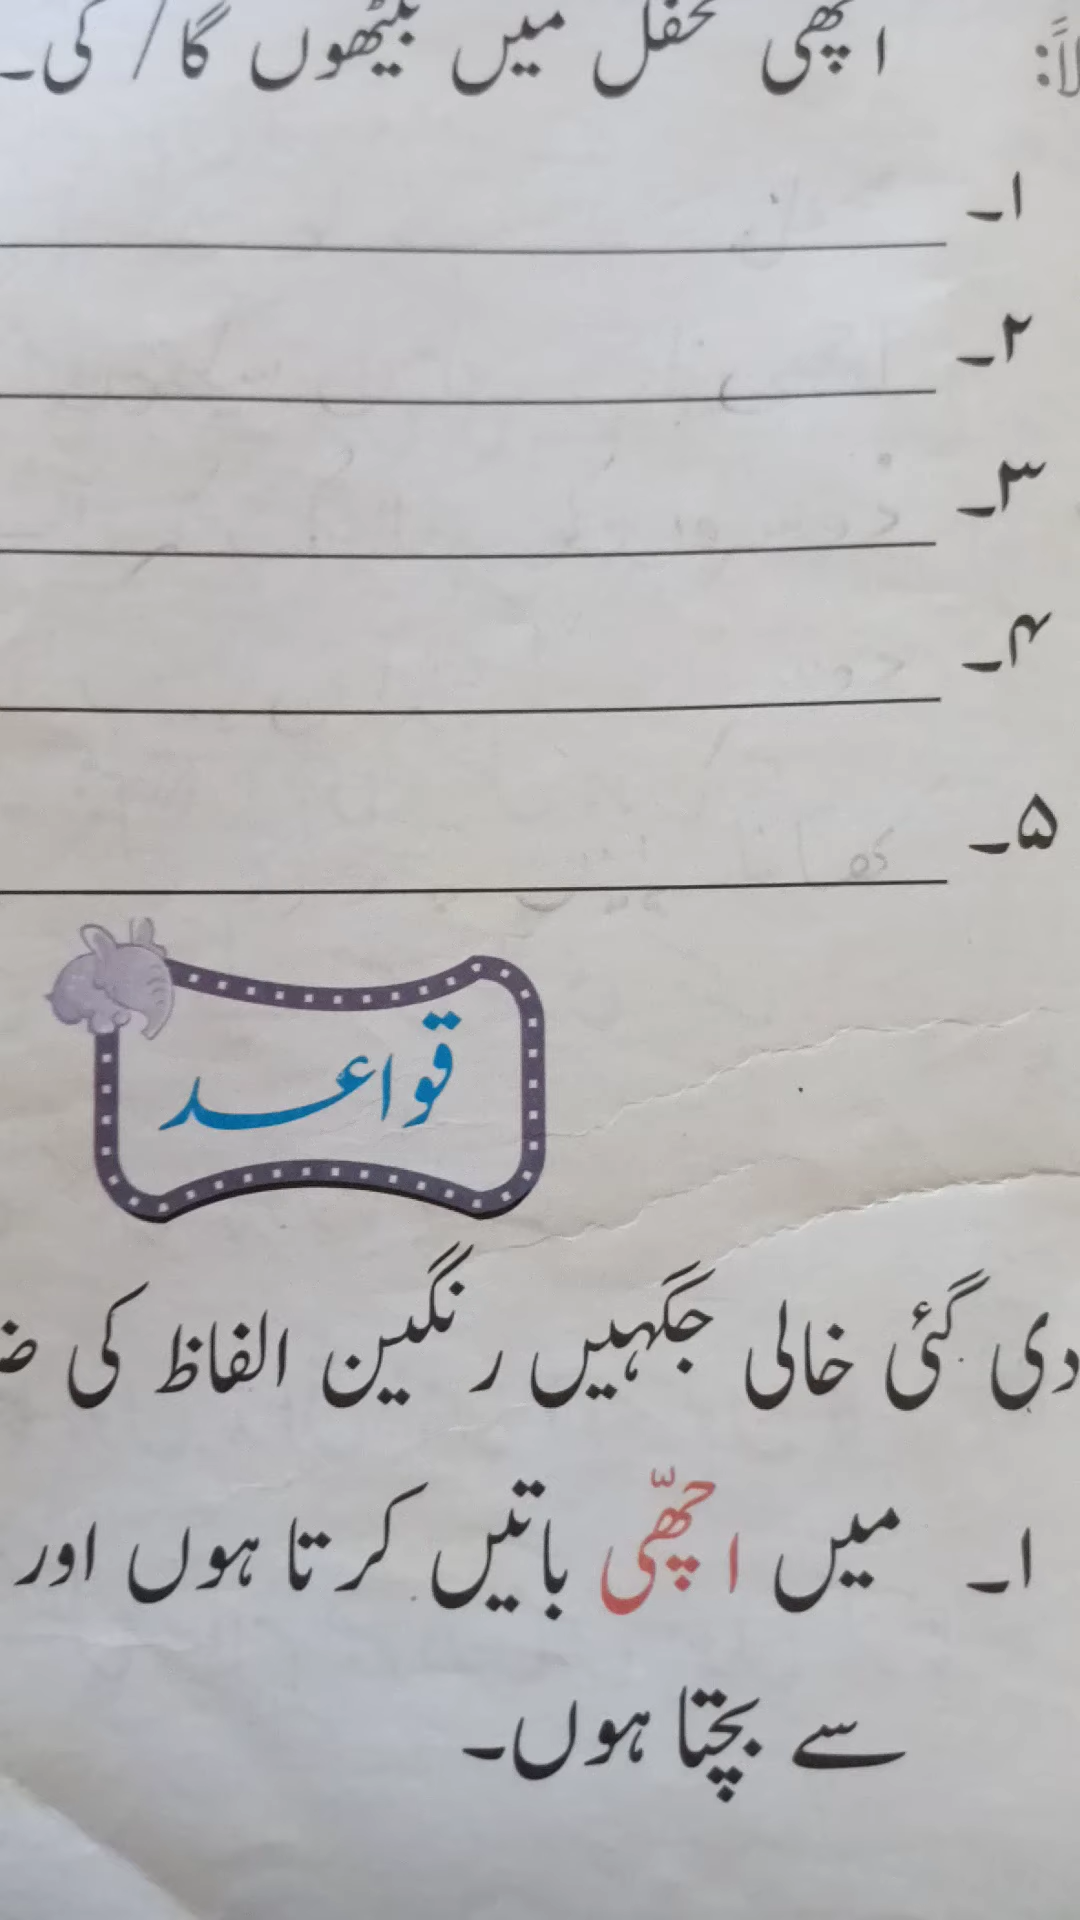 اچھی محفل میں بیٹھوں گا / گی۔
۱۔
۲۔
۳۔
۴۔
۵۔
قواعد
دی گئی خالی جگہیں رنگین الفاظ کی
۱۔ میں اچھّی باتیں کرتا ہوں اور
سے بچتا ہوں۔